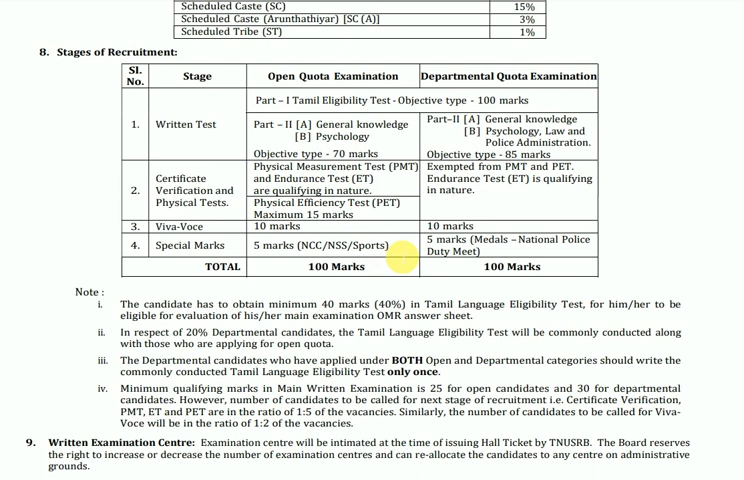 Scheduled Caste (SC) 15%
Scheduled Caste (Arunthathiyar) [SC (A)] 3%
Scheduled Tribe (ST) 1%
8. Stages of Recruitment:
Sl. No. Stage Open Quota Examination Departmental Quota Examination
Part – I Tamil Eligibility Test - Objective type - 100 marks
1. Written Test
Part – II [A] General knowledge
[B] Psychology
Objective type - 70 marks
Part–II [A] General knowledge
[B] Psychology, Law and
Police Administration.
Objective type - 85 marks
2. Certificate
Verification and
Physical Tests.
Physical Measurement Test (PMT)
and Endurance Test (ET)
are qualifying in nature.
Physical Efficiency Test (PET)
Maximum 15 marks
Exempted from PMT and PET.
Endurance Test (ET) is qualifying
in nature.
3. Viva-Voce 10 marks 10 marks
4. Special Marks 5 marks (NCC/NSS/Sports)
5 marks (Medals – National Police
Duty Meet)
TOTAL 100 Marks 100 Marks
Note :
i. The candidate has to obtain minimum 40 marks (40%) in Tamil Language Eligibility Test, for him/her to be
eligible for evaluation of his/her main examination OMR answer sheet.
ii. In respect of 20% Departmental candidates, the Tamil Language Eligibility Test will be commonly conducted along
with those who are applying for open quota.
iii. The Departmental candidates who have applied under BOTH Open and Departmental categories should write the
commonly conducted Tamil Language Eligibility Test only once.
iv. Minimum qualifying marks in Main Written Examination is 25 for open candidates and 30 for departmental
candidates. However, number of candidates to be called for next stage of recruitment i.e. Certificate Verification,
PMT, ET and PET are in the ratio of 1:5 of the vacancies. Similarly, the number of candidates to be called for Viva-
Voce will be in the ratio of 1:2 of the vacancies.
9. Written Examination Centre: Examination centre will be intimated at the time of issuing Hall Ticket by TNUSRB. The Board reserves
the right to increase or decrease the number of examination centres and can re-allocate the candidates to any centre on administrative
grounds.